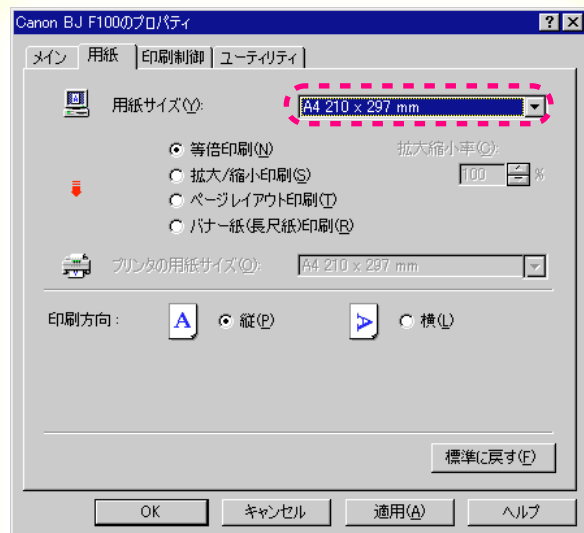 Canon BJ F100のプロパティ
メイン 用紙 印刷制御 ユーティリティ
用紙サイズ(Y): A4 210 x 297 mm
等倍印刷(N) 拡大縮小率(C):
拡大/縮小印刷(S) 100 %
ページレイアウト印刷(T)
バナー紙(長尺紙)印刷(R)
プリンタの用紙サイズ(O): A4 210 x 297 mm
印刷方向: A 縦(P) A 横(L)
標準に戻す(F)
OK キャンセル 適用(A) ヘルプ